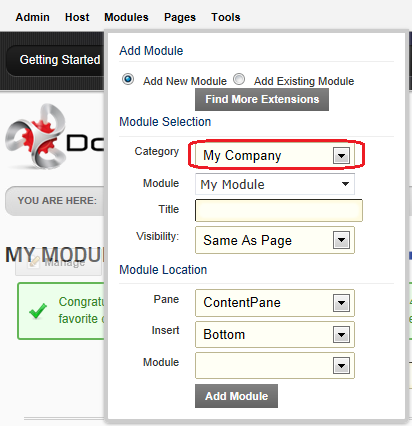 Admin Host Modules Pages Tools
Getting Started
Add Module
Add New Module Add Existing Module
Find More Extensions
Module Selection
Category My Company
Module My Module
Title
Visibility: Same As Page
Module Location
Pane ContentPane
Insert Bottom
Module
Add Module
Do
YOU ARE HERE:
MY MODU
Manage
Congratu
favorite